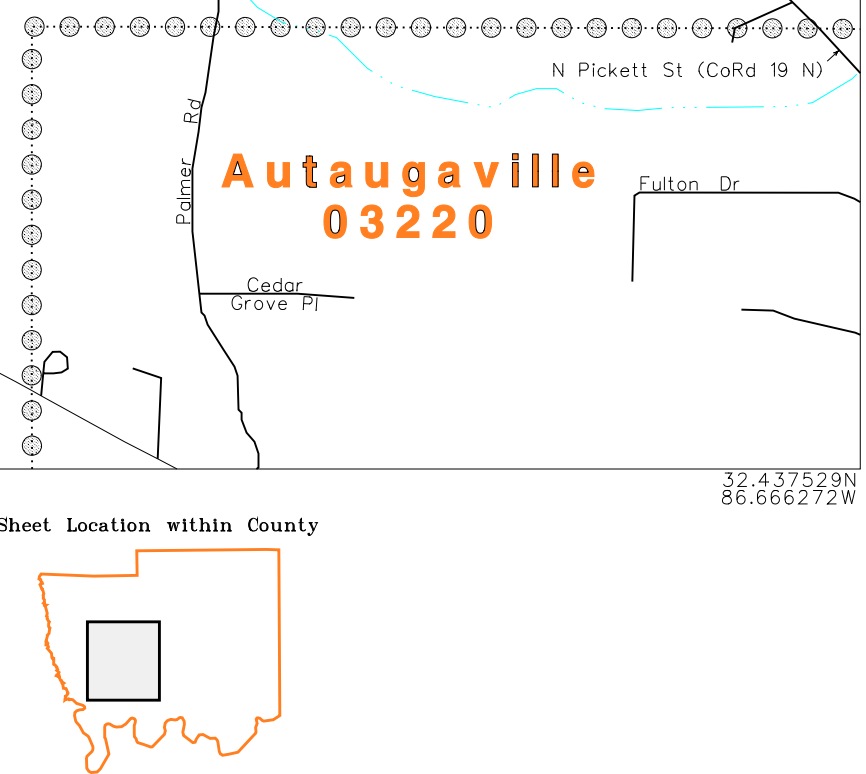 N Pickett St (CoRd 19 N)
Palmer Rd
Autaugaville
03220
Fulton Dr
Cedar
Grove Pl
32.437529N
86.666272W
Sheet Location within County